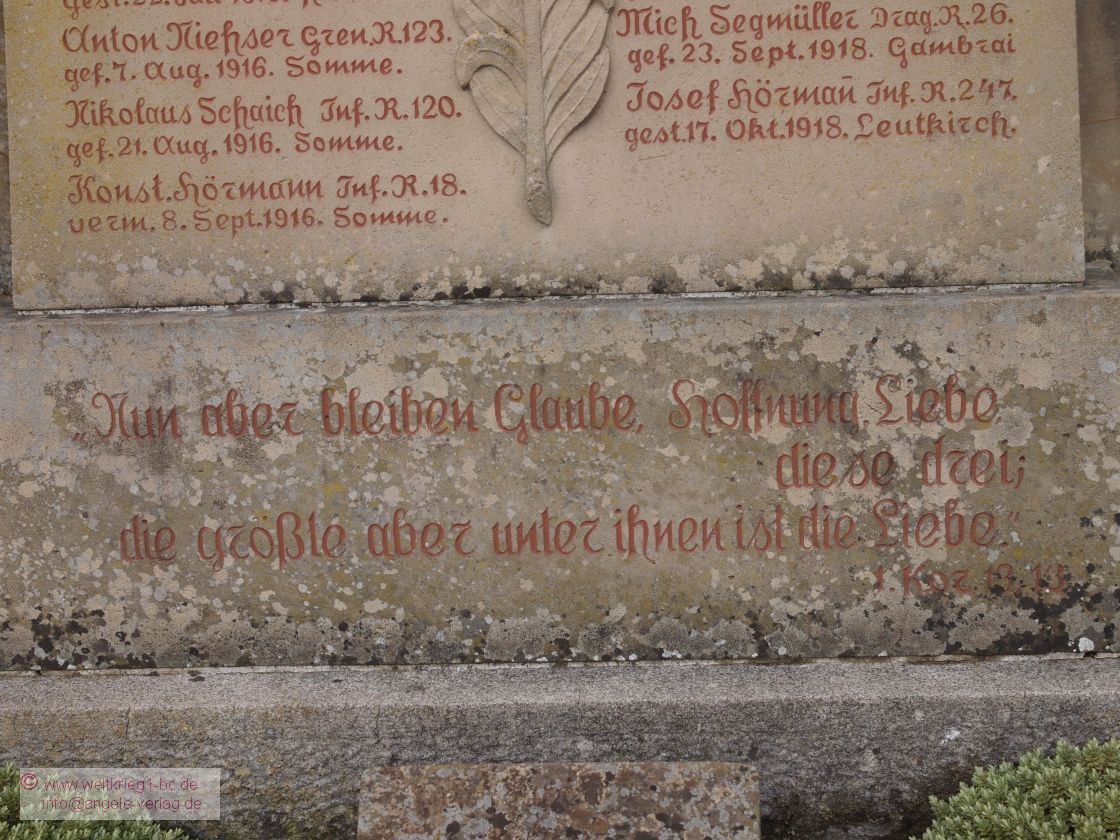 Anton Niehser Gren.R.123.
gef. 7. Aug. 1916. Somme.
Nikolaus Schaich Inf.R.120.
gef. 21. Aug. 1916. Somme.
Konst. Hörmann Inf.R.18.
verm. 8. Sept. 1916. Somme.
Mich Segmüller Drag.R.26.
gef. 23. Sept. 1918. Cambrai
Josef Hörmañ Inf.R.247.
gest. 17. Okt. 1918. Leutkirch.
„Nun aber bleiben Glaube, Hoffnung, Liebe,
diese drei;
die größte aber unter ihnen ist die Liebe."
1. Kor. 13. 13
© www.weltkrieg1-bc.de
info@angele-verlag.de